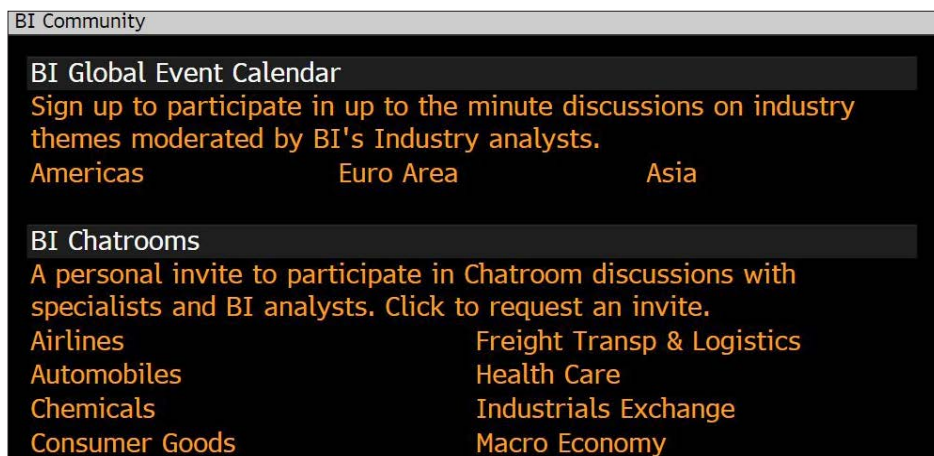 BI Community
BI Global Event Calendar
Sign up to participate in up to the minute discussions on industry
themes moderated by BI's Industry analysts.
Americas Euro Area Asia
BI Chatrooms
A personal invite to participate in Chatroom discussions with
specialists and BI analysts. Click to request an invite.
Airlines Freight Transp & Logistics
Automobiles Health Care
Chemicals Industrials Exchange
Consumer Goods Macro Economy